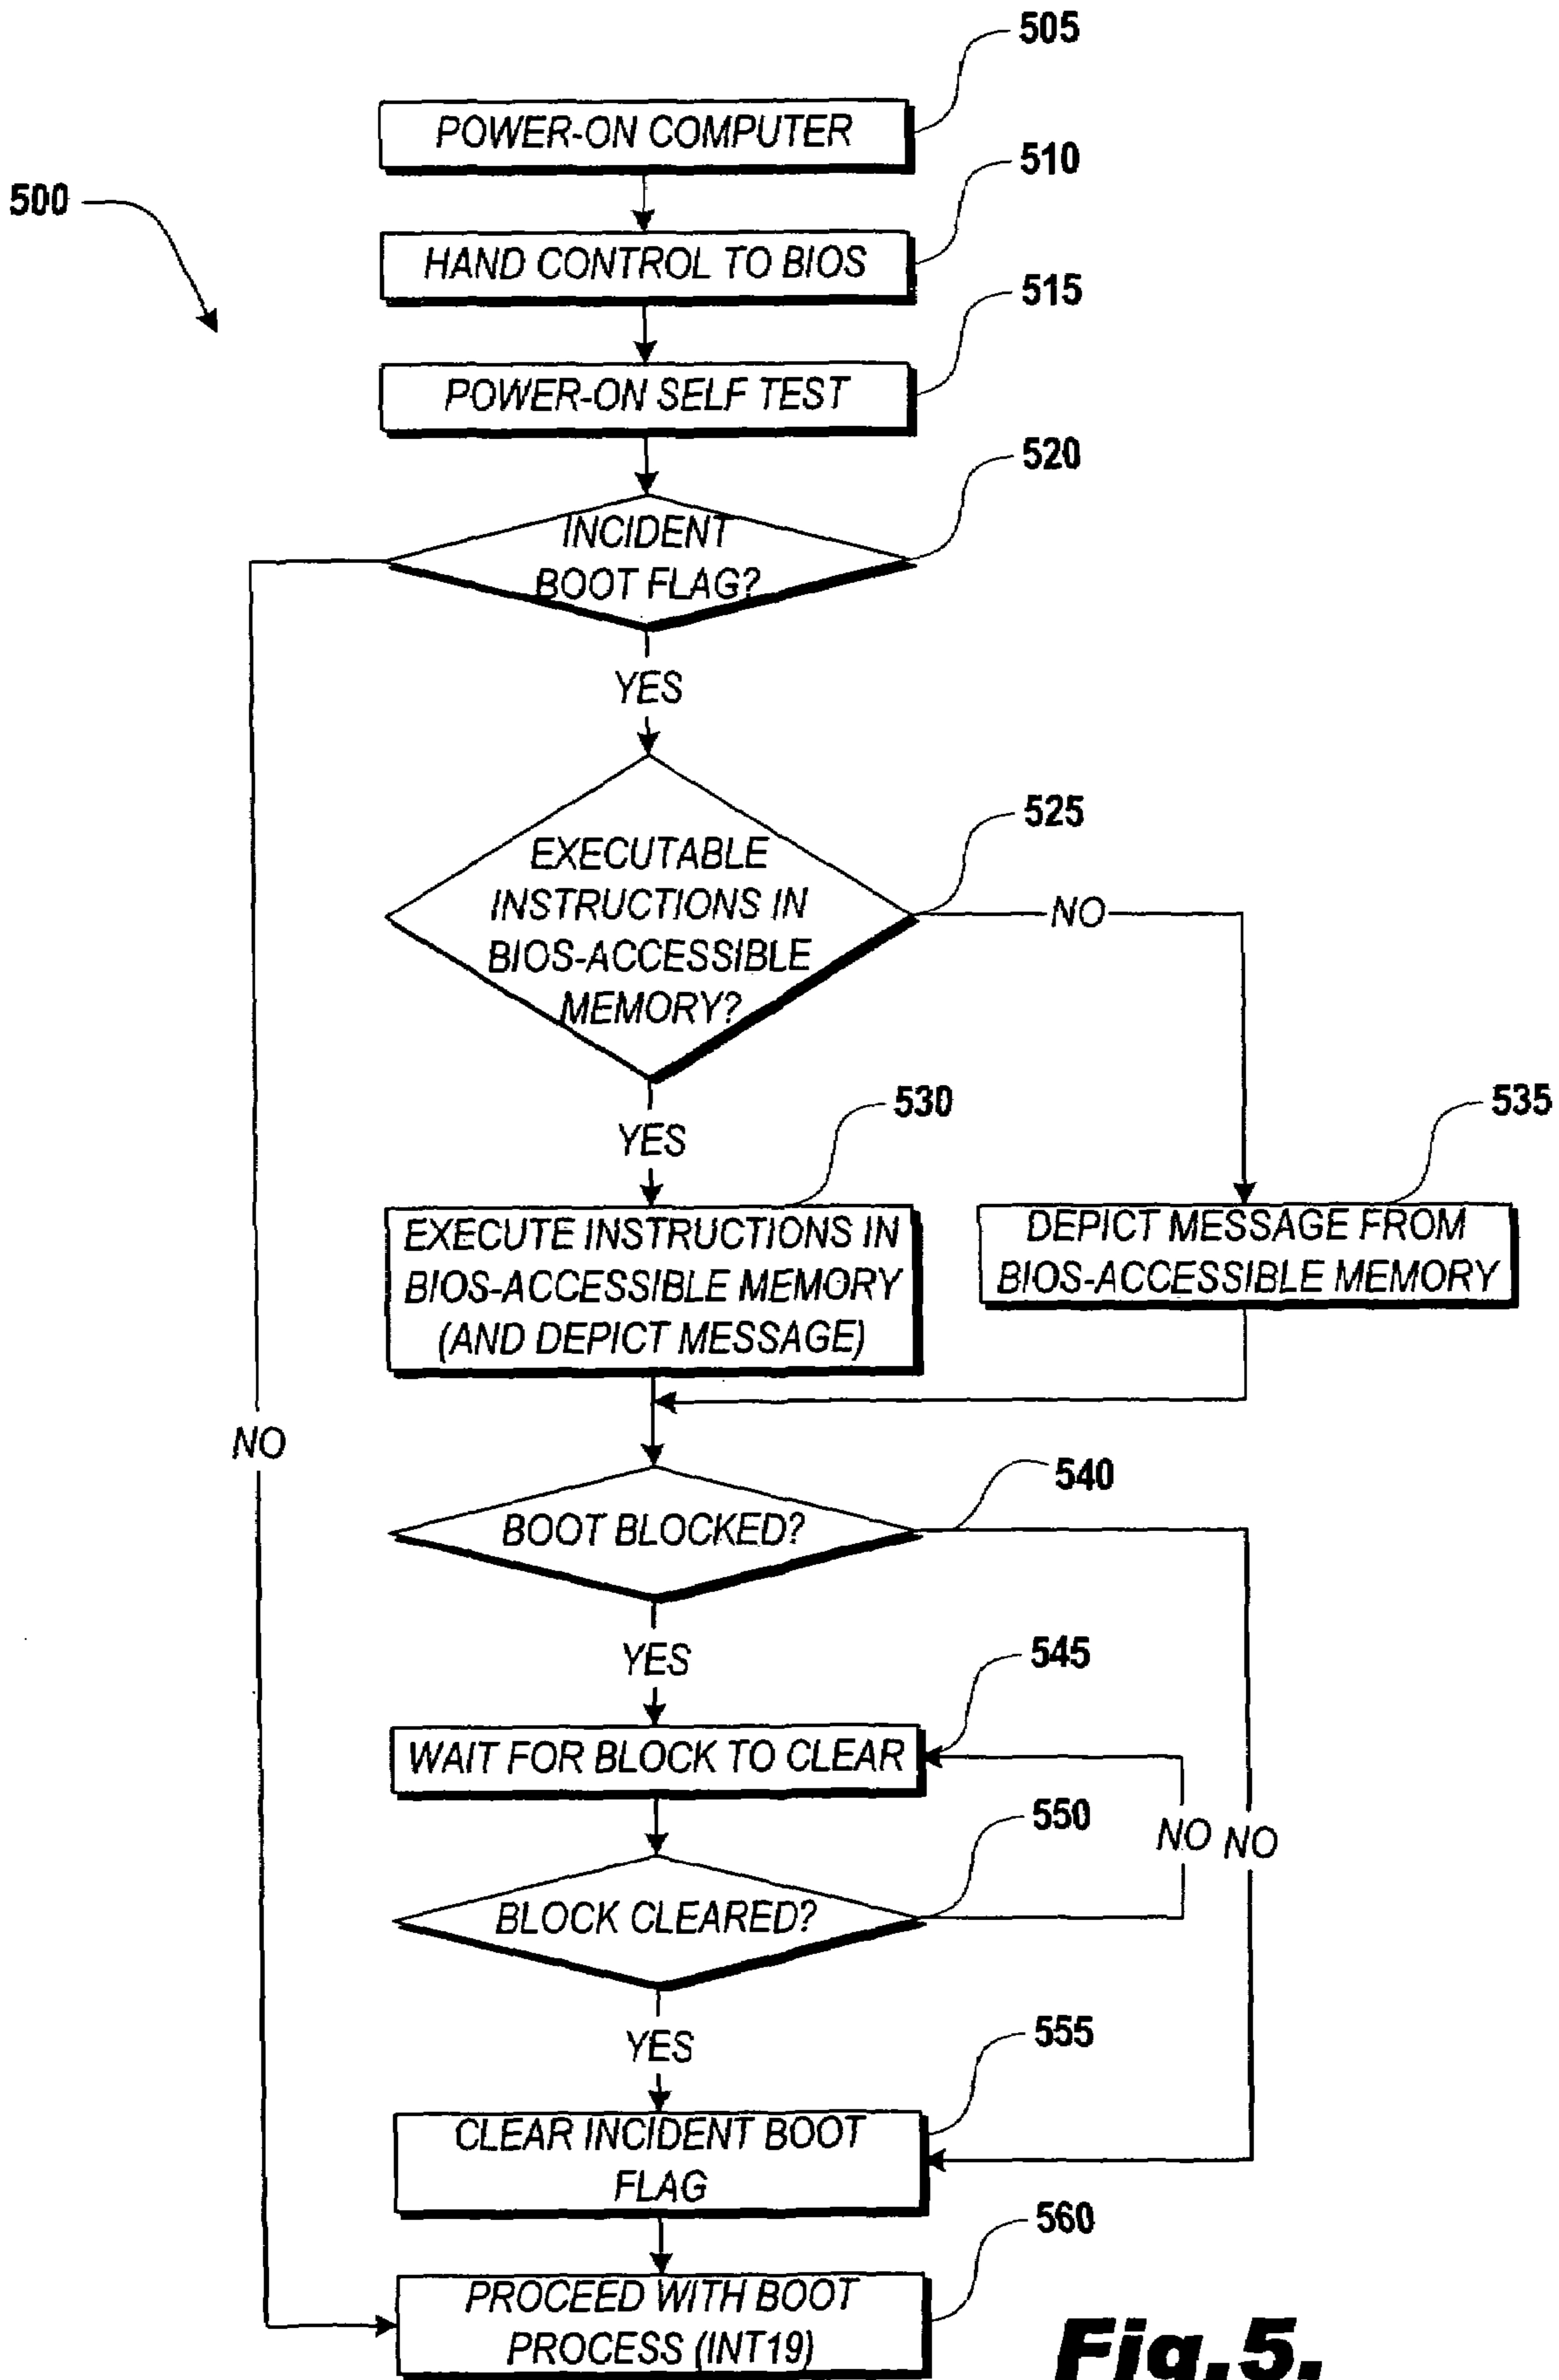 505
POWER-ON COMPUTER
510
500
HAND CONTROL TO BIOS
515
POWER-ON SELF TEST
520
INCIDENT
BOOT FLAG?
YES
525
EXECUTABLE
INSTRUCTIONS IN
BIOS-ACCESSIBLE
MEMORY?
NO
530
535
YES
EXECUTE INSTRUCTIONS IN
BIOS-ACCESSIBLE MEMORY
(AND DEPICT MESSAGE)
DEPICT MESSAGE FROM
BIOS-ACCESSIBLE MEMORY
NO
540
BOOT BLOCKED?
YES
545
WAIT FOR BLOCK TO CLEAR
550
NO
NO
BLOCK CLEARED?
YES
555
CLEAR INCIDENT BOOT
FLAG
560
PROCEED WITH BOOT
PROCESS (INT19)
Fig.5.